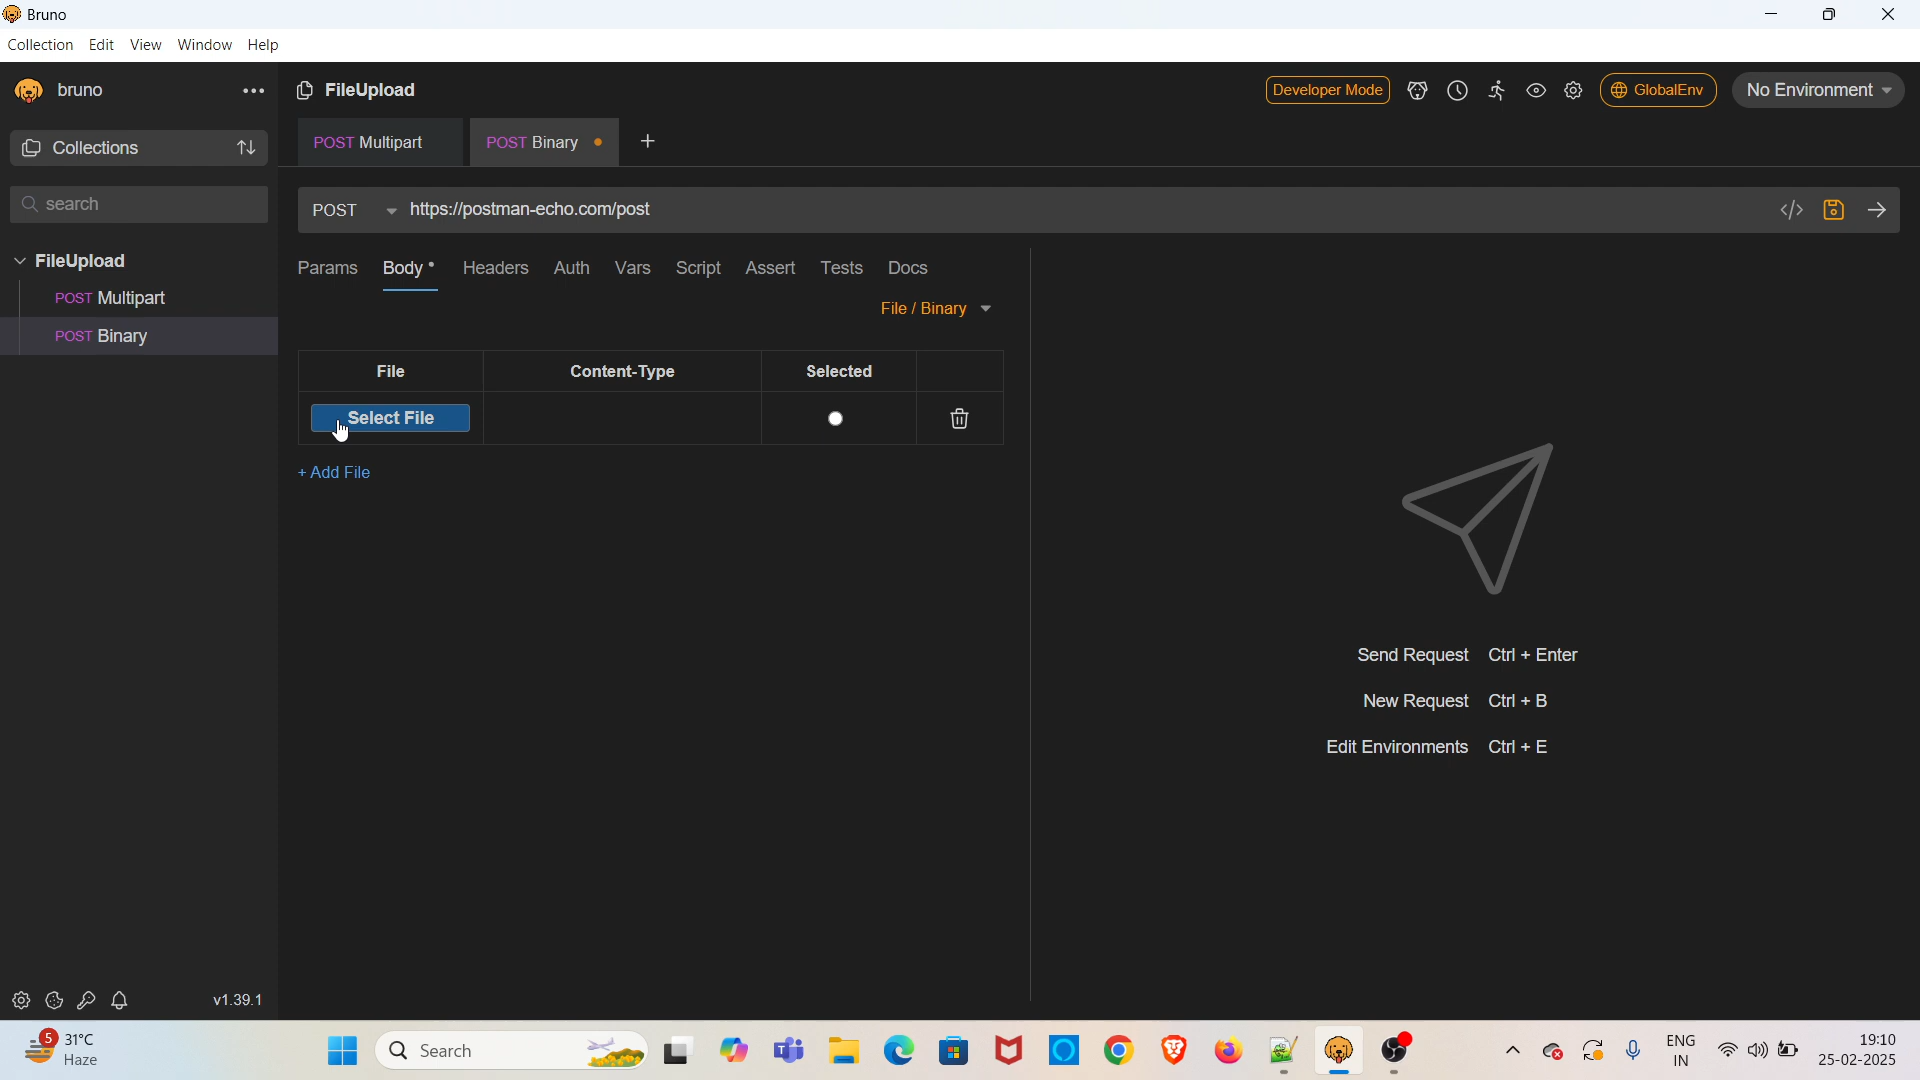 Bruno
Collection Edit View Window Help
bruno
FileUpload
Developer Mode
GlobalEnv
No Environment
Collections
POST Multipart
POST Binary
search
POST
https://postman-echo.com/post
FileUpload
POST Multipart
POST Binary
Params Body Headers Auth Vars Script Assert Tests Docs
File / Binary
File Content-Type Selected
Select File
+ Add File
Send Request Ctrl + Enter
New Request Ctrl + B
Edit Environments Ctrl + E
v1.39.1
5
31°C
Haze
Search
ENG
IN
19:10
25-02-2025